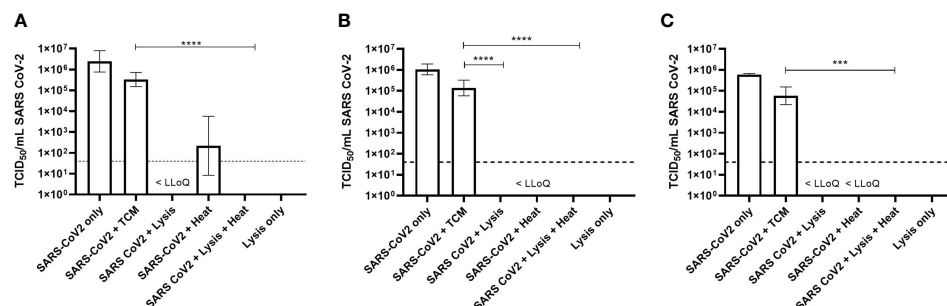 A
TCID50/mL SARS CoV-2
1×10⁷
1×10⁶
1×10⁵
1×10⁴
1×10³
1×10²
1×10¹
1×10⁰
****
< LLoQ
SARS-CoV2 only
SARS-CoV2 + TCM
SARS CoV2 + Lysis
SARS-CoV2 + Heat
SARS CoV2 + Lysis + Heat
Lysis only
B
TCID50/mL SARS CoV-2
1×10⁷
1×10⁶
1×10⁵
1×10⁴
1×10³
1×10²
1×10¹
1×10⁰
****
****
< LLoQ
SARS-CoV2 only
SARS-CoV2 + TCM
SARS CoV2 + Lysis
SARS-CoV2 + Heat
SARS CoV2 + Lysis + Heat
Lysis only
C
TCID50/mL SARS CoV-2
1×10⁷
1×10⁶
1×10⁵
1×10⁴
1×10³
1×10²
1×10¹
1×10⁰
***
< LLoQ < LLoQ
SARS-CoV2 only
SARS-CoV2 + TCM
SARS CoV2 + Lysis
SARS-CoV2 + Heat
SARS CoV2 + Lysis + Heat
Lysis only